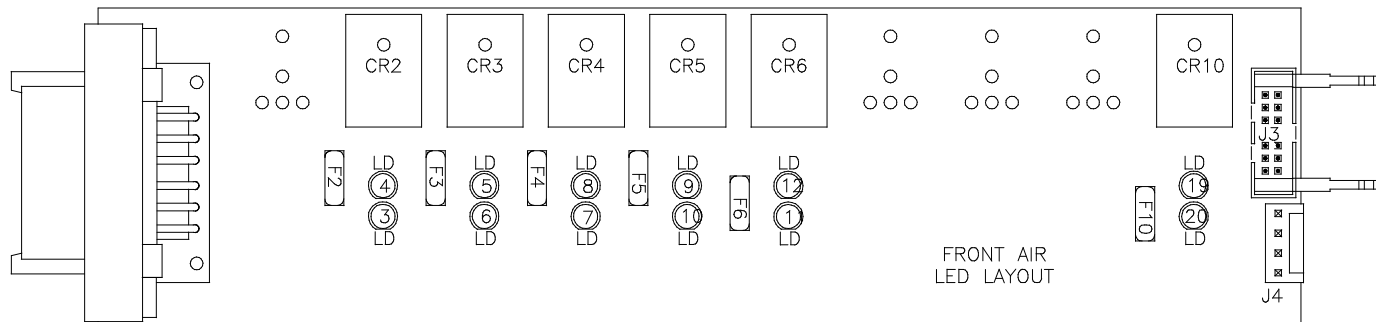 CR2 CR3 CR4 CR5 CR6 CR10
J3
F2 F3 F4 F5 F6 F10
LD LD LD LD LD LD
4 5 8 9 12 19
3 6 7 10 1 20
LD LD LD LD LD LD
FRONT AIR
LED LAYOUT
J4